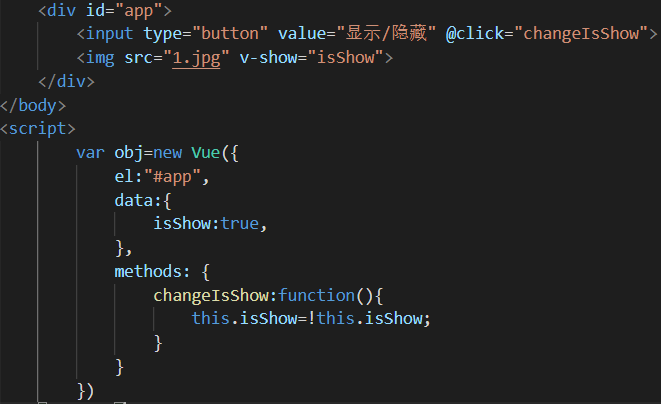 <div id="app">
<input type="button" value="显示/隐藏" @click="changeIsShow">
<img src="1.jpg" v-show="isShow">
</div>
</body>
<script>
var obj=new Vue({
el:"#app",
data:{
isShow:true,
},
methods: {
changeIsShow:function(){
this.isShow=!this.isShow;
}
}
})